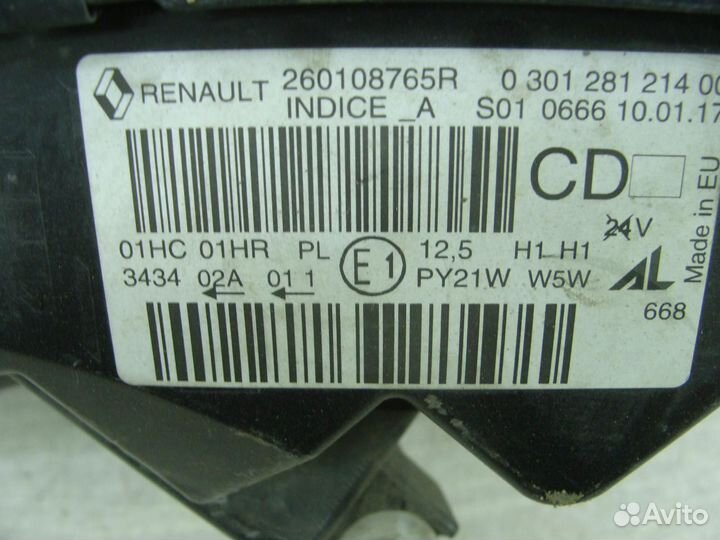 RENAULT 260108765R 0 301 281 214 00
INDICE _A S01 0666 10.01.17
CD
24V
01HC 01HR PL E1 12,5 H1 H1
3434 02A 01 1 PY21W W5W AL
668
Made in EU
Avito